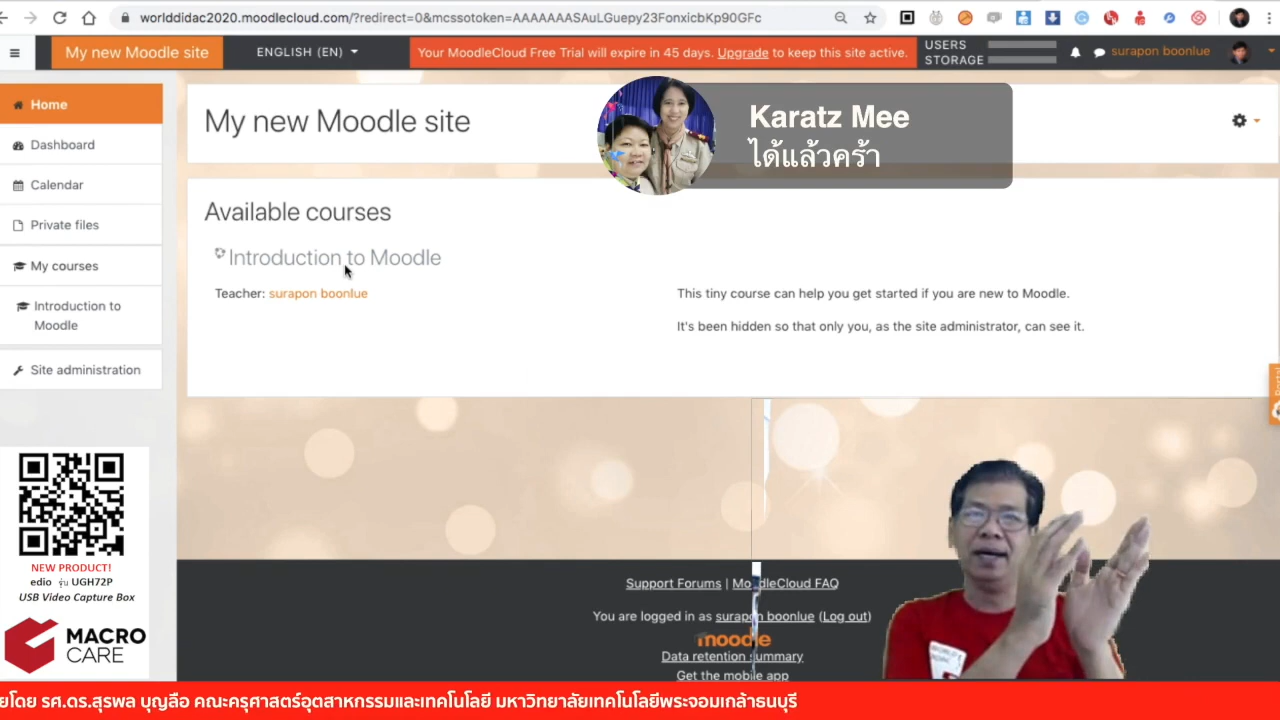 worlddidac2020.moodlecloud.com/?redirect=0&mcssotoken=AAAAAAASAuLGuepy23FonxicbKp90GFc
My new Moodle site
ENGLISH (EN)
Your MoodleCloud Free Trial will expire in 45 days. Upgrade to keep this site active.
USERS
STORAGE
surapon boonlue
Home
Dashboard
Calendar
Private files
My courses
Introduction to
Moodle
Site administration
My new Moodle site
Karatz Mee
ได้แล้วคร้า
Available courses
Introduction to Moodle
Teacher: surapon boonlue
This tiny course can help you get started if you are new to Moodle.
It's been hidden so that only you, as the site administrator, can see it.
NEW PRODUCT!
edio รุ่น UGH72P
USB Video Capture Box
MACRO
CARE
Support Forums | MoodleCloud FAQ
You are logged in as surapon boonlue (Log out)
moodle
Data retention summary
Get the mobile app
ยโดย รศ.ดร.สุรพล บุญลือ คณะครุศาสตร์อุตสาหกรรมและเทคโนโลยี มหาวิทยาลัยเทคโนโลยีพระจอมเกล้าธนบุรี